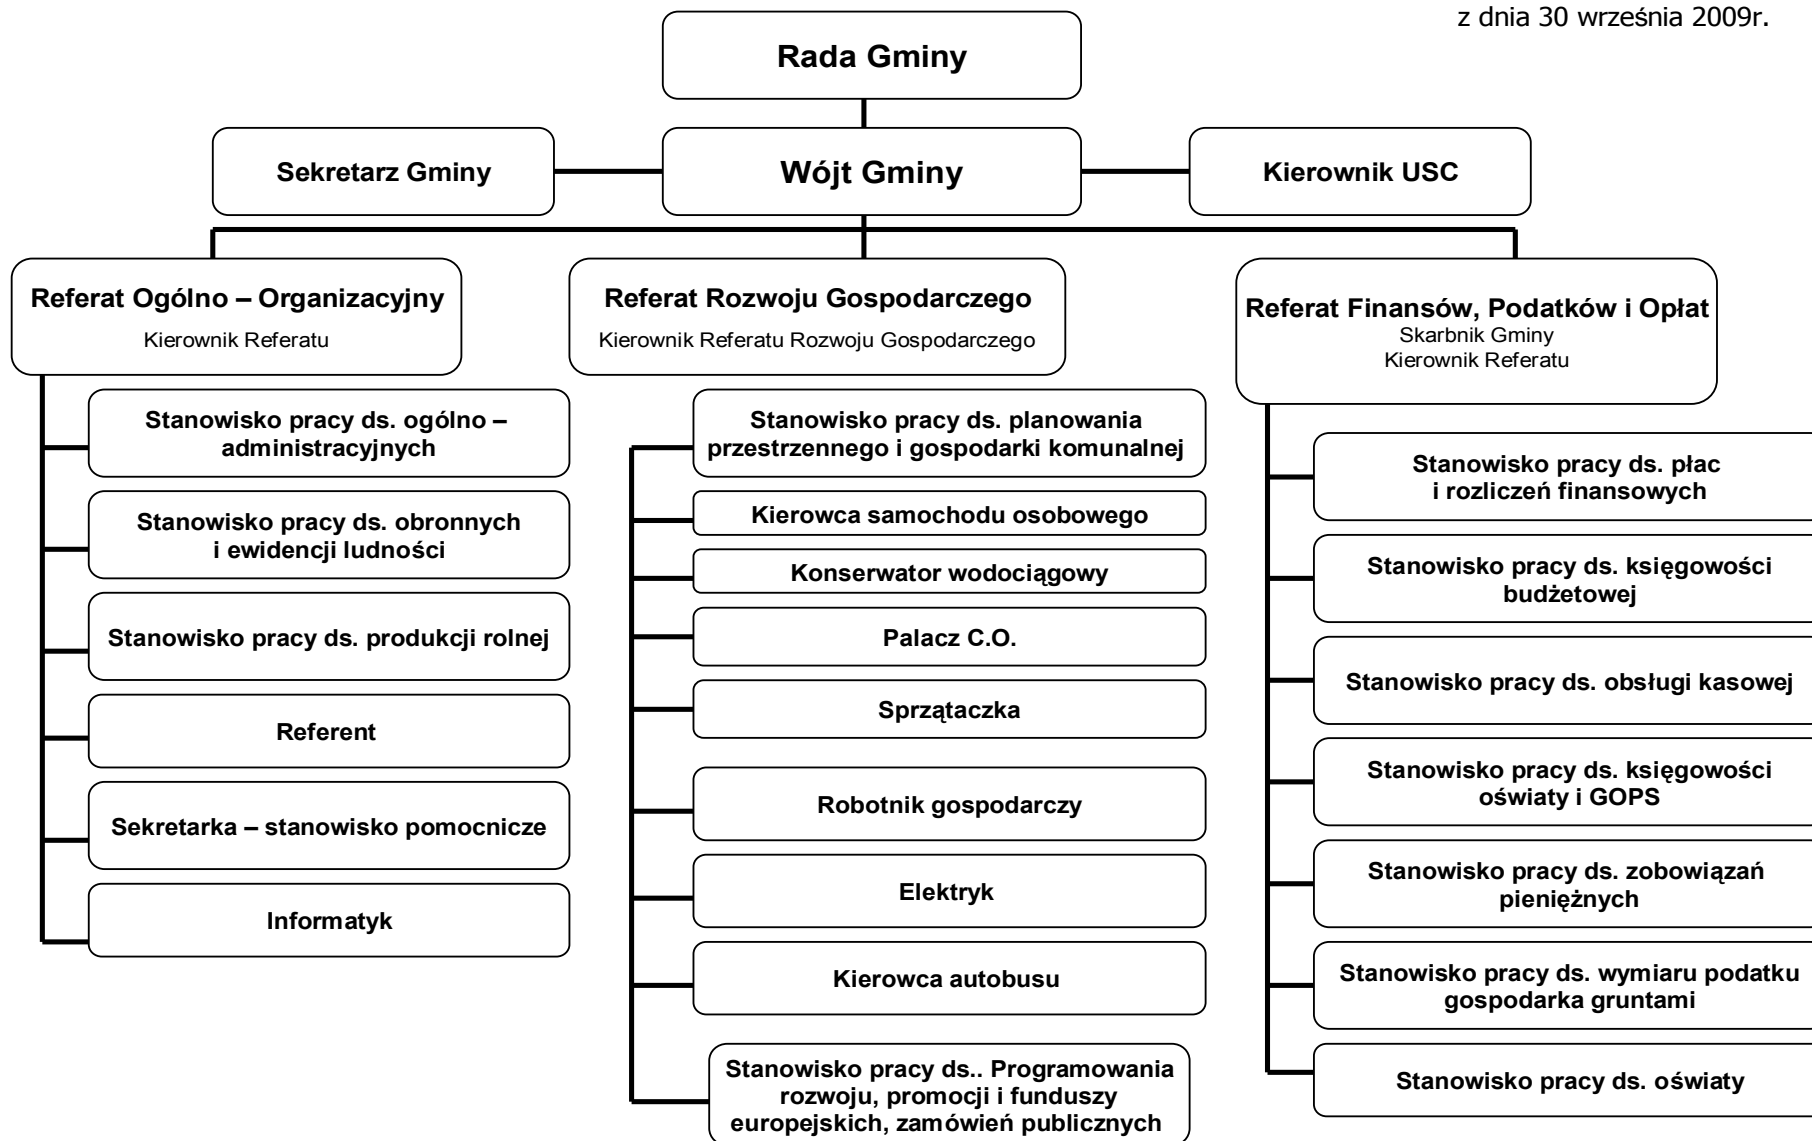 z dnia 30 września 2009r.
Rada Gminy
Sekretarz Gminy
Wójt Gminy
Kierownik USC
Referat Ogólno – Organizacyjny
Kierownik Referatu
Stanowisko pracy ds. ogólno –
administracyjnych
Stanowisko pracy ds. obronnych
i ewidencji ludności
Stanowisko pracy ds. produkcji rolnej
Referent
Sekretarka – stanowisko pomocnicze
Informatyk
Referat Rozwoju Gospodarczego
Kierownik Referatu Rozwoju Gospodarczego
Stanowisko pracy ds. planowania
przestrzennego i gospodarki komunalnej
Kierowca samochodu osobowego
Konserwator wodociągowy
Palacz C.O.
Sprzątaczka
Robotnik gospodarczy
Elektryk
Kierowca autobusu
Stanowisko pracy ds.. Programowania
rozwoju, promocji i funduszy
europejskich, zamówień publicznych
Referat Finansów, Podatków i Opłat
Skarbnik Gminy
Kierownik Referatu
Stanowisko pracy ds. płac
i rozliczeń finansowych
Stanowisko pracy ds. księgowości
budżetowej
Stanowisko pracy ds. obsługi kasowej
Stanowisko pracy ds. księgowości
oświaty i GOPS
Stanowisko pracy ds. zobowiązań
pieniężnych
Stanowisko pracy ds. wymiaru podatku
gospodarka gruntami
Stanowisko pracy ds. oświaty